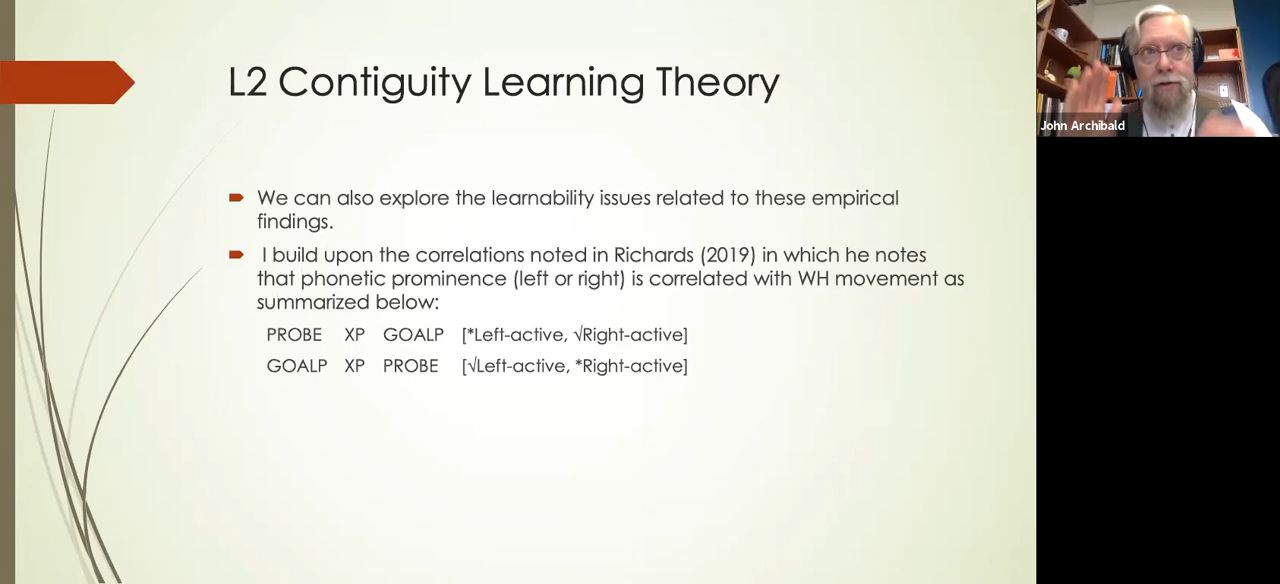 L2 Contiguity Learning Theory
We can also explore the learnability issues related to these empirical
findings.
I build upon the correlations noted in Richards (2019) in which he notes
that phonetic prominence (left or right) is correlated with WH movement as
summarized below:
PROBE XP GOALP [*Left-active, √Right-active]
GOALP XP PROBE [√Left-active, *Right-active]
John Archibald